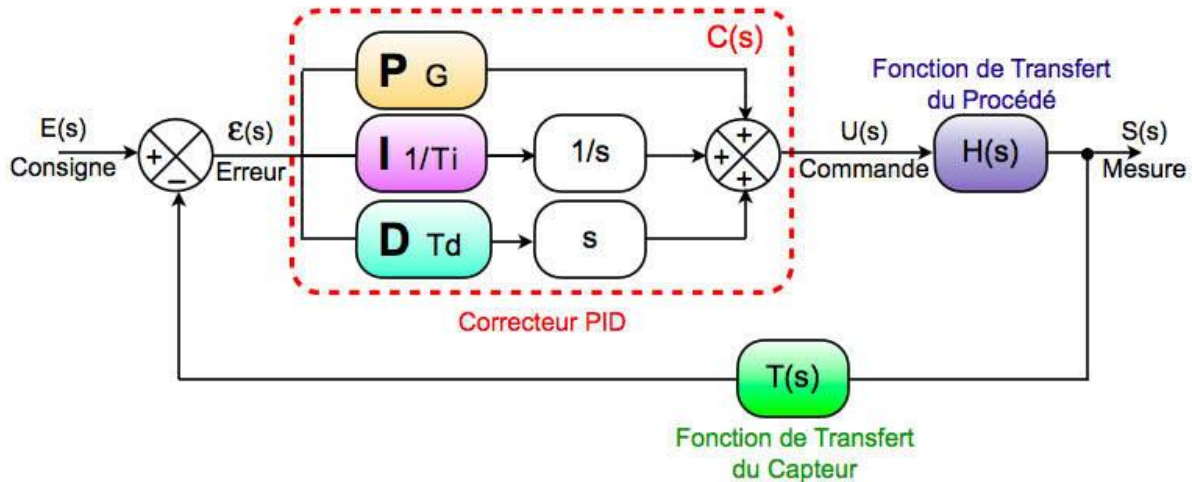 C(s)
P G
Fonction de Transfert
du Procédé
E(s)
Consigne
+
−
ε(s)
Erreur
I 1/Ti
1/s
+
+
+
U(s)
Commande
H(s)
S(s)
Mesure
D Td
s
Correcteur PID
T(s)
Fonction de Transfert
du Capteur